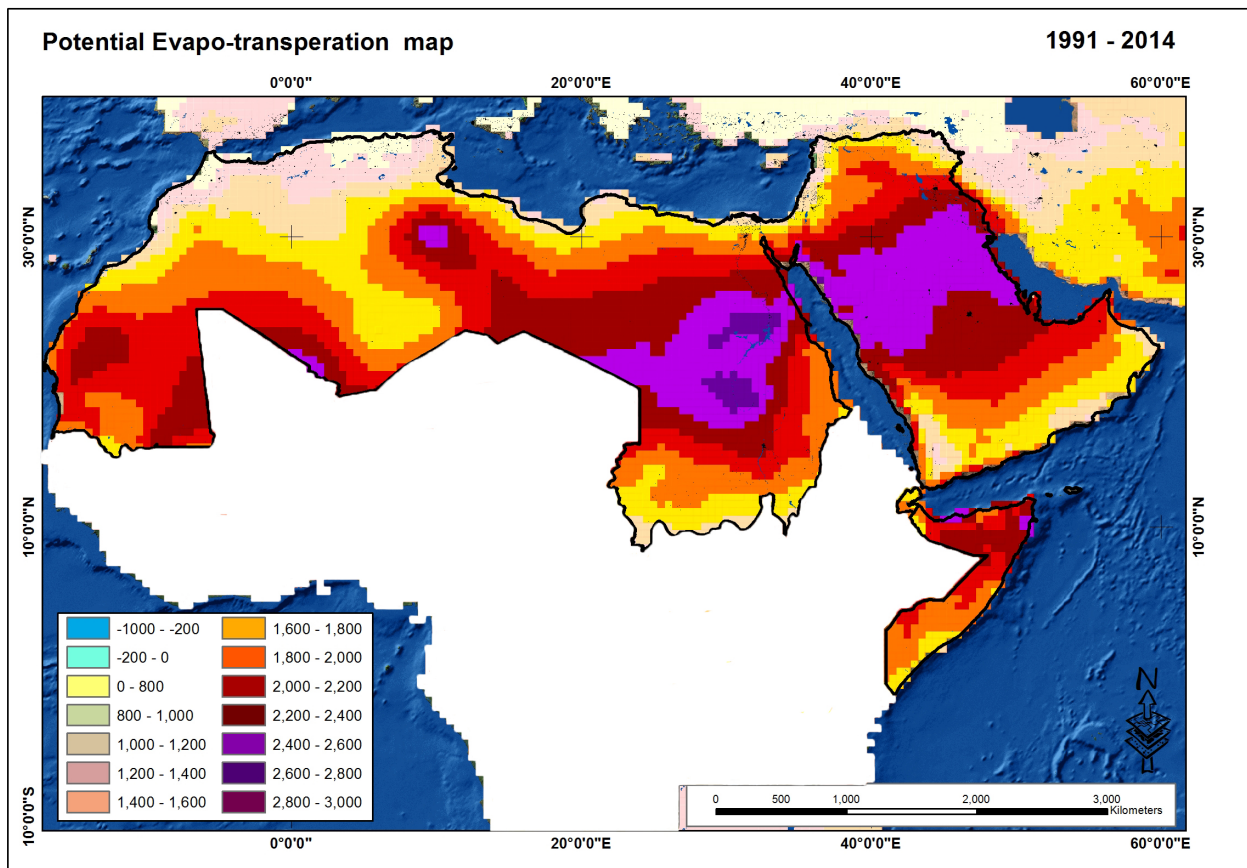 Potential Evapo-transperation map
1991 - 2014
0°0'0"
20°0'0"E
40°0'0"E
60°0'0"E
30°0'0"N
30°0'0"N
10°0'0"N
10°0'0"N
10°0'0"S
-1000 - -200
-200 - 0
0 - 800
800 - 1,000
1,000 - 1,200
1,200 - 1,400
1,400 - 1,600
1,600 - 1,800
1,800 - 2,000
2,000 - 2,200
2,200 - 2,400
2,400 - 2,600
2,600 - 2,800
2,800 - 3,000
N
0 500 1,000 2,000 3,000
Kilometers
10°0'0"S
0°0'0"
20°0'0"E
40°0'0"E
60°0'0"E